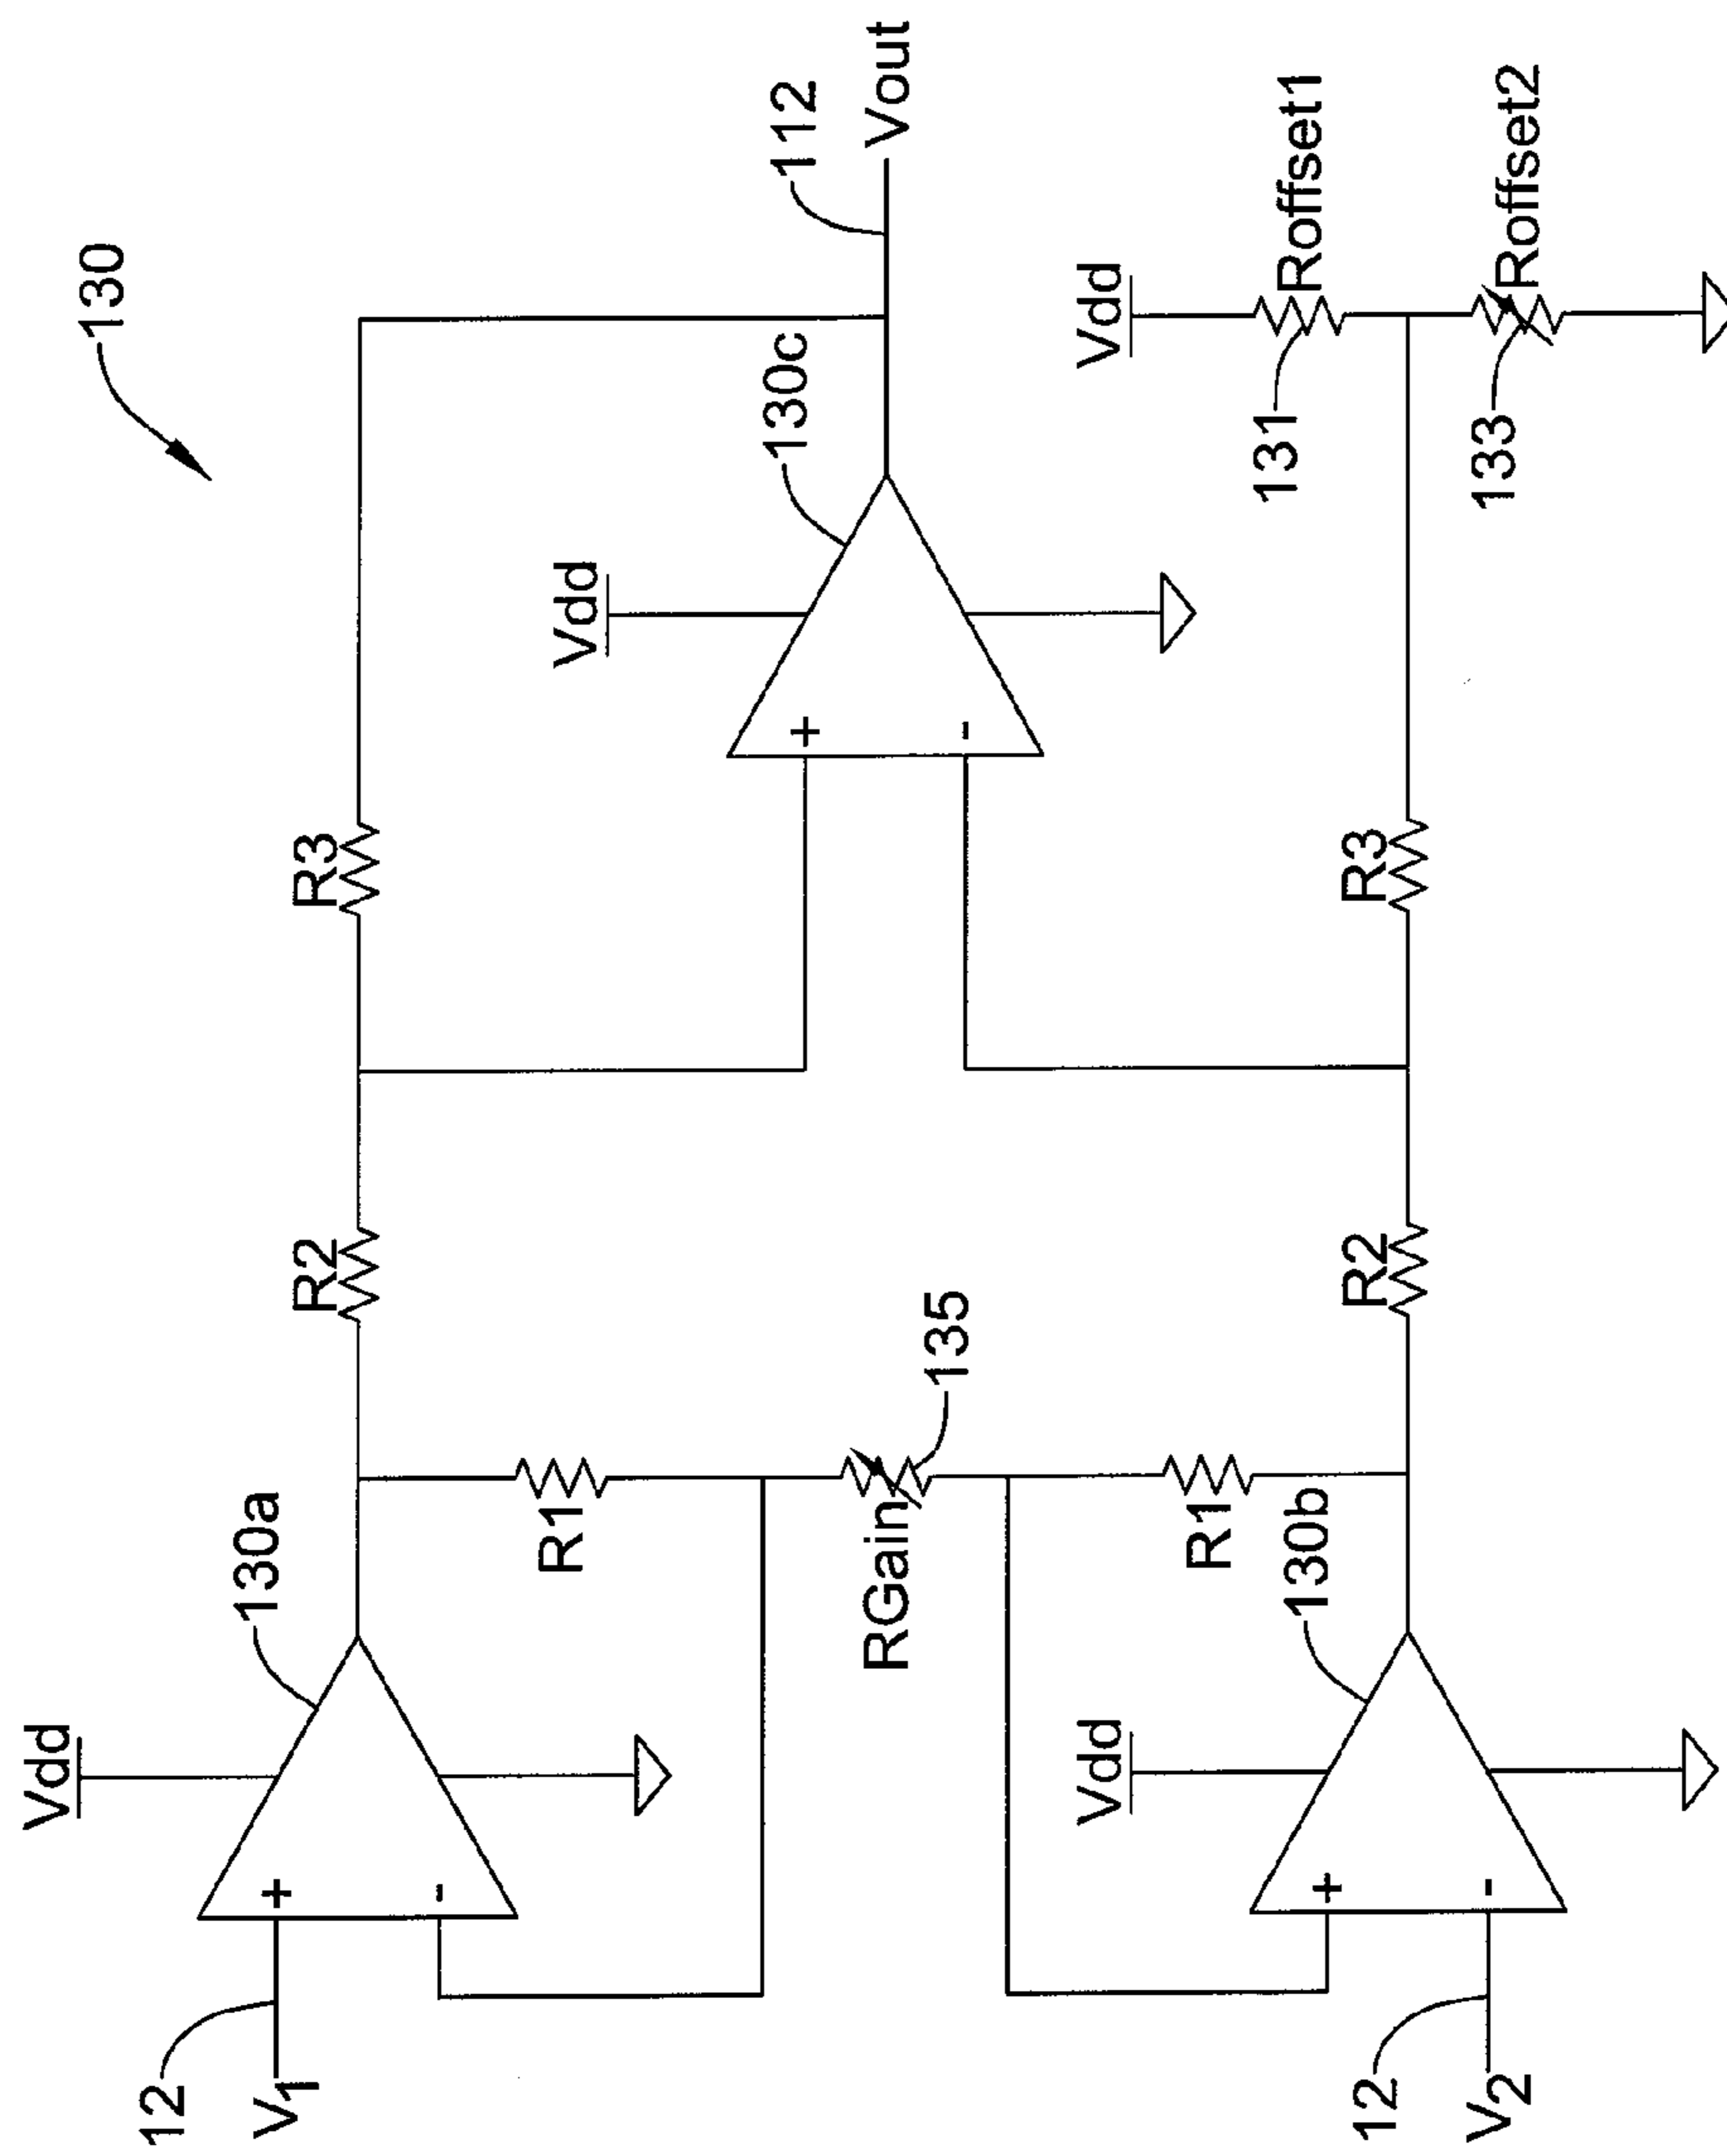 130
Vdd
130a
12
V1
R1
R2
R3
Vdd
130c
112
Vout
RGain
135
Vdd
130b
12
V2
R1
R2
R3
Vdd
131
Roffset1
133
Roffset2
+
-
+
-
+
-